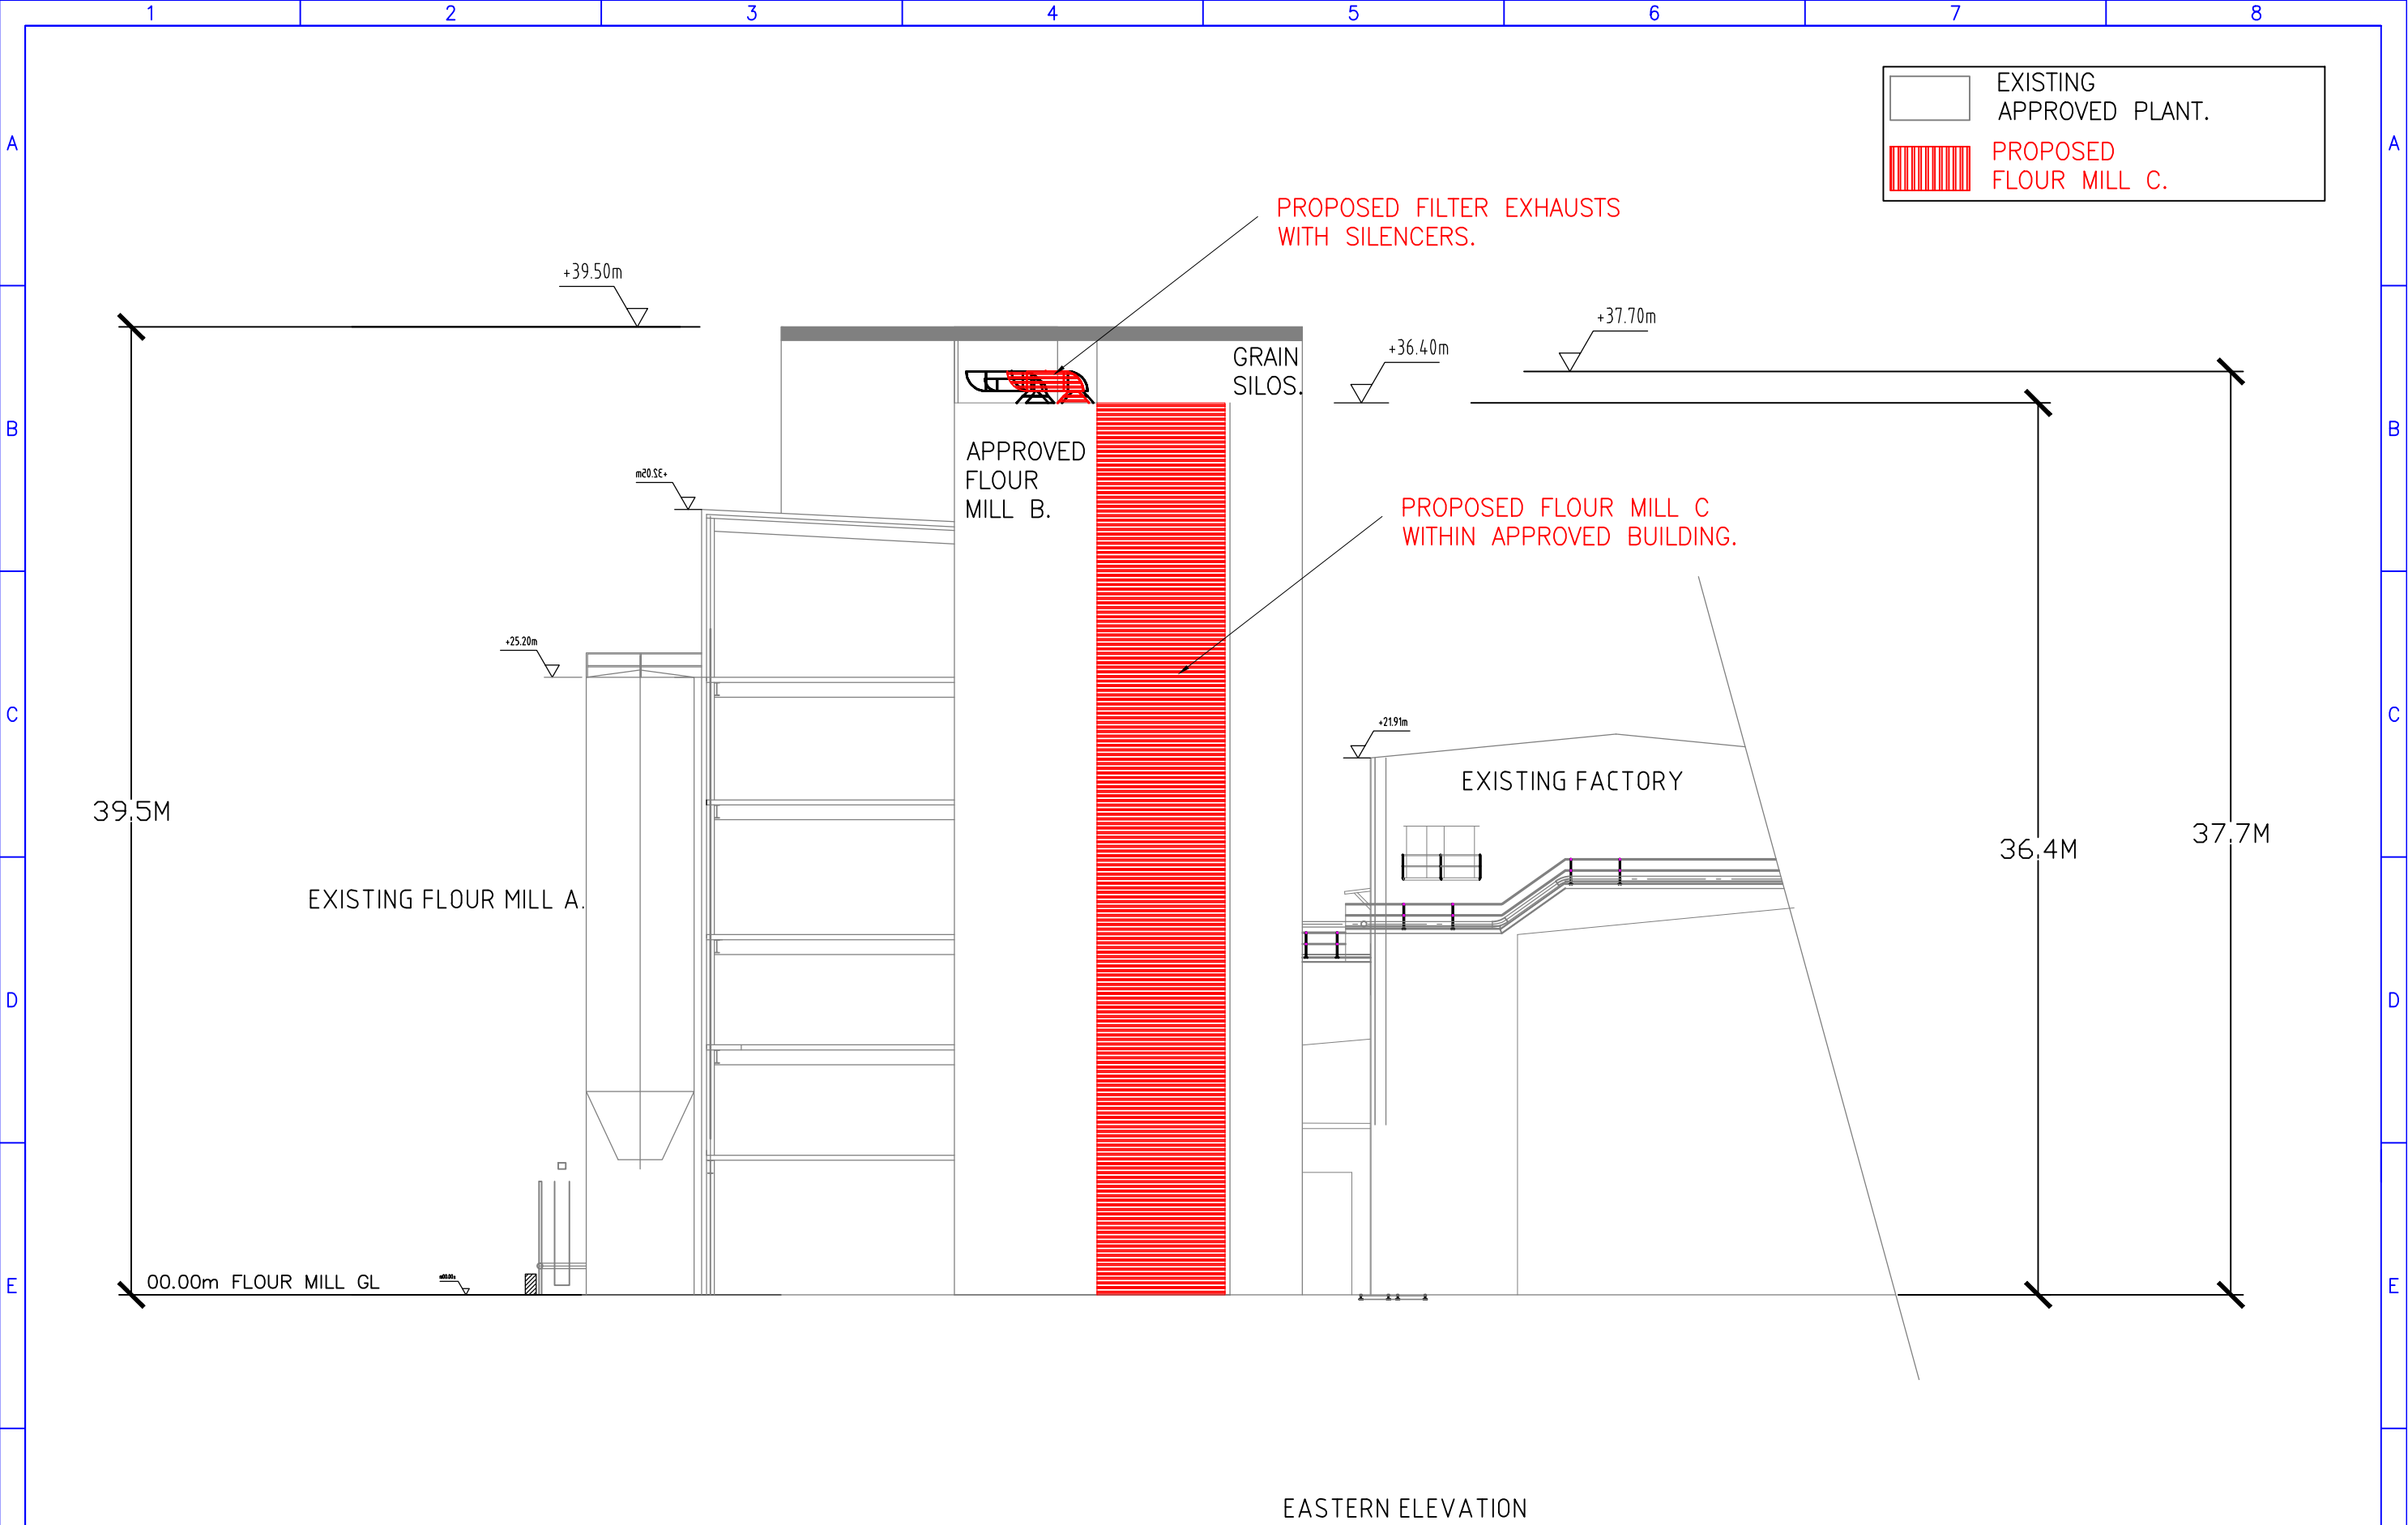 1 2 3 4 5 6 7 8
A A
EXISTING
APPROVED PLANT.
PROPOSED
FLOUR MILL C.
PROPOSED FILTER EXHAUSTS
WITH SILENCERS.
+39.50m
+37.70m
+36.40m
GRAIN
SILOS.
B B
APPROVED
FLOUR
MILL B.
+32.05m
PROPOSED FLOUR MILL C
WITHIN APPROVED BUILDING.
+25.20m
C C
+21.91m
EXISTING FACTORY
39.5M
37.7M
36.4M
EXISTING FLOUR MILL A.
D D
00.00m FLOUR MILL GL
E E
EASTERN ELEVATION